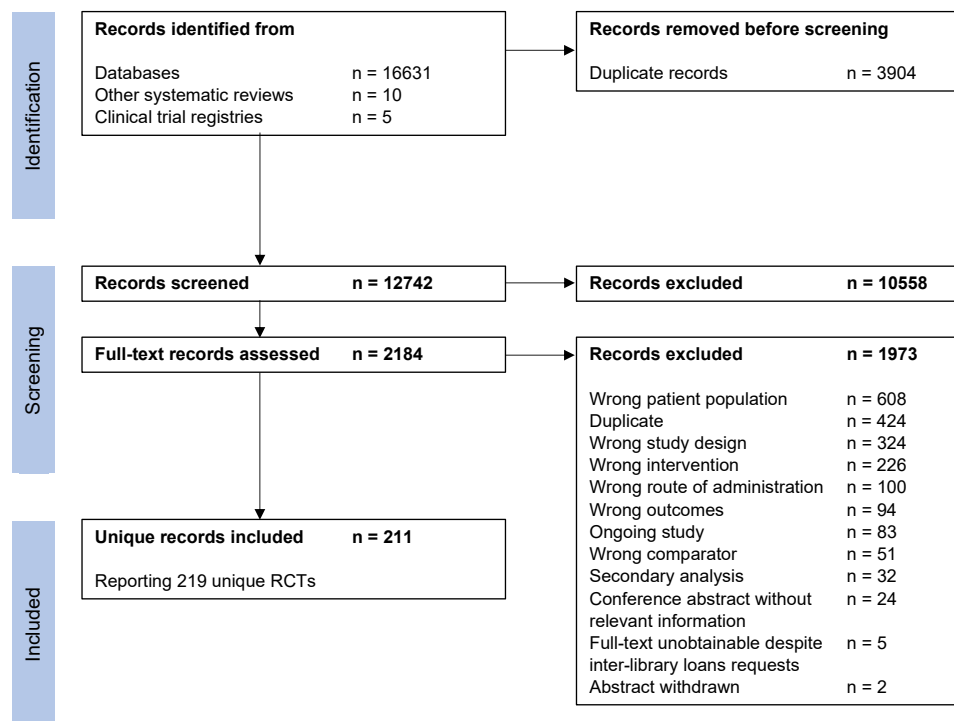 Identification
Records identified from
Databases n = 16631
Other systematic reviews n = 10
Clinical trial registries n = 5
Records removed before screening
Duplicate records n = 3904
Screening
Records screened n = 12742
Records excluded n = 10558
Full-text records assessed n = 2184
Records excluded n = 1973
Wrong patient population n = 608
Duplicate n = 424
Wrong study design n = 324
Wrong intervention n = 226
Wrong route of administration n = 100
Wrong outcomes n = 94
Ongoing study n = 83
Wrong comparator n = 51
Secondary analysis n = 32
Conference abstract without n = 24
relevant information
Full-text unobtainable despite n = 5
inter-library loans requests
Abstract withdrawn n = 2
Included
Unique records included n = 211
Reporting 219 unique RCTs